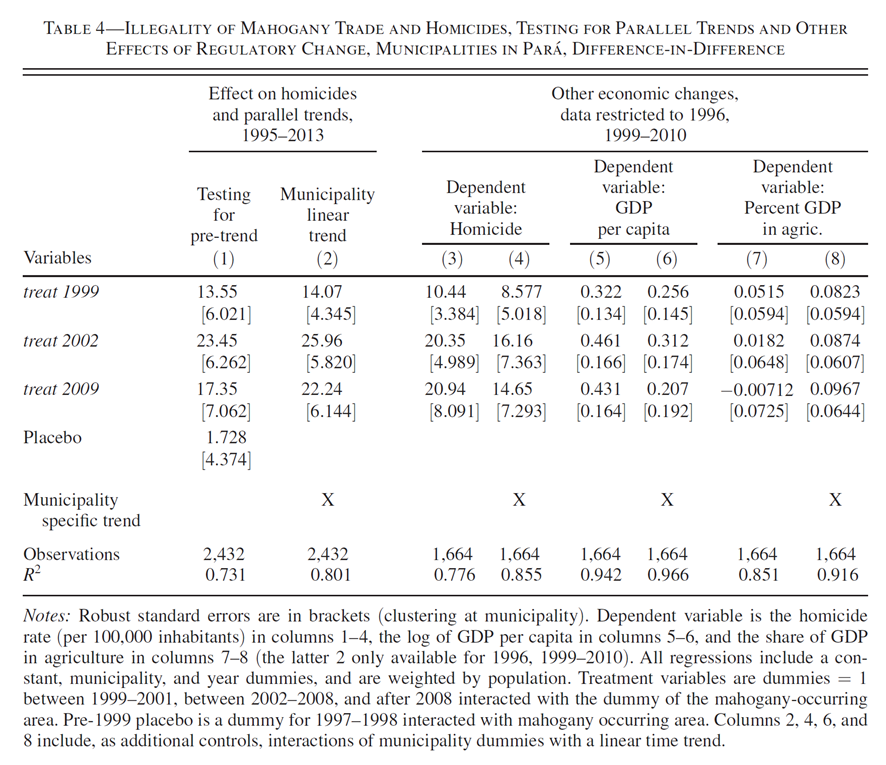 TABLE 4—ILLEGALITY OF MAHOGANY TRADE AND HOMICIDES, TESTING FOR PARALLEL TRENDS AND OTHER
EFFECTS OF REGULATORY CHANGE, MUNICIPALITIES IN PARÁ, DIFFERENCE-IN-DIFFERENCE
Effect on homicides
and parallel trends,
1995–2013
Other economic changes,
data restricted to 1996,
1999–2010
Testing
for
pre-trend
Municipality
linear
trend
Dependent
variable:
Homicide
Dependent
variable:
GDP
per capita
Dependent
variable:
Percent GDP
in agric.
Variables (1) (2) (3) (4) (5) (6) (7) (8)
treat 1999 13.55 14.07 10.44 8.577 0.322 0.256 0.0515 0.0823
[6.021] [4.345] [3.384] [5.018] [0.134] [0.145] [0.0594] [0.0594]
treat 2002 23.45 25.96 20.35 16.16 0.461 0.312 0.0182 0.0874
[6.262] [5.820] [4.989] [7.363] [0.166] [0.174] [0.0648] [0.0607]
treat 2009 17.35 22.24 20.94 14.65 0.431 0.207 −0.00712 0.0967
[7.062] [6.144] [8.091] [7.293] [0.164] [0.192] [0.0725] [0.0644]
Placebo 1.728
[4.374]
Municipality X X X X
specific trend
Observations 2,432 2,432 1,664 1,664 1,664 1,664 1,664 1,664
R2 0.731 0.801 0.776 0.855 0.942 0.966 0.851 0.916
Notes: Robust standard errors are in brackets (clustering at municipality). Dependent variable is the homicide
rate (per 100,000 inhabitants) in columns 1–4, the log of GDP per capita in columns 5–6, and the share of GDP
in agriculture in columns 7–8 (the latter 2 only available for 1996, 1999–2010). All regressions include a con-
stant, municipality, and year dummies, and are weighted by population. Treatment variables are dummies = 1
between 1999–2001, between 2002–2008, and after 2008 interacted with the dummy of the mahogany-occurring
area. Pre-1999 placebo is a dummy for 1997–1998 interacted with mahogany occurring area. Columns 2, 4, 6, and
8 include, as additional controls, interactions of municipality dummies with a linear time trend.